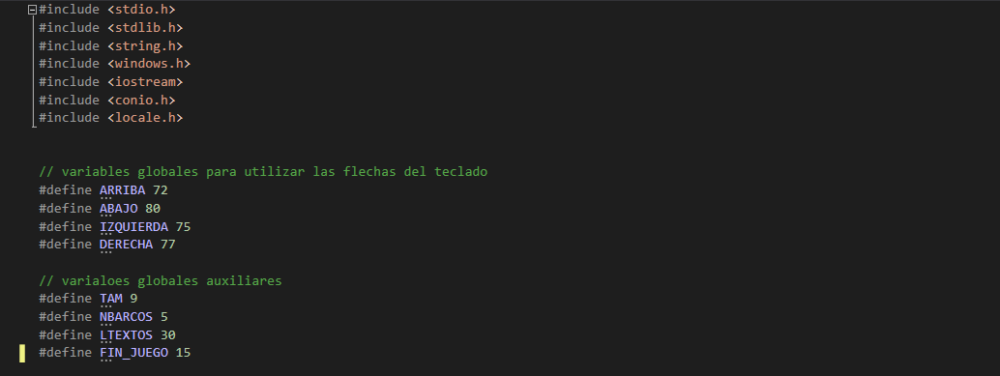 #include <stdio.h>
#include <stdlib.h>
#include <string.h>
#include <windows.h>
#include <iostream>
#include <conio.h>
#include <locale.h>
// variables globales para utilizar las flechas del teclado
#define ARRIBA 72
#define ABAJO 80
#define IZQUIERDA 75
#define DERECHA 77
// varialoes globales auxiliares
#define TAM 9
#define NBARCOS 5
#define LTEXTOS 30
#define FIN_JUEGO 15